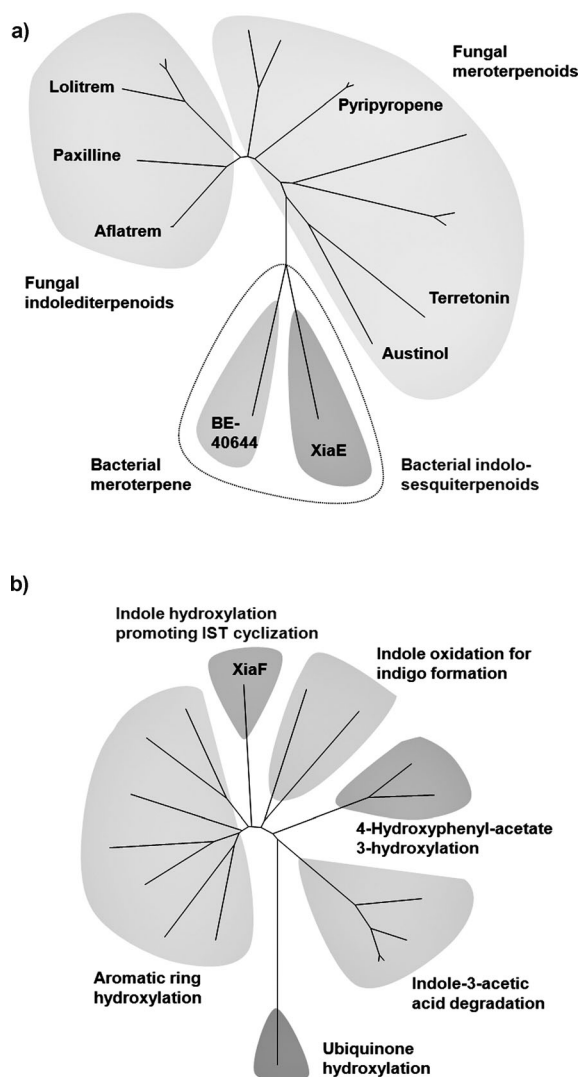 a)
Fungal
meroterpenoids
Lolitrem
Pyripyropene
Paxilline
Aflatrem
Fungal
indolediterpenoids
Terretonin
Austinol
BE-
40644
XiaE
Bacterial
meroterpene
Bacterial indolo-
sesquiterpenoids
b)
Indole hydroxylation
promoting IST cyclization
XiaF
Indole oxidation for
indigo formation
4-Hydroxyphenyl-acetate
3-hydroxylation
Aromatic ring
hydroxylation
Indole-3-acetic
acid degradation
Ubiquinone
hydroxylation